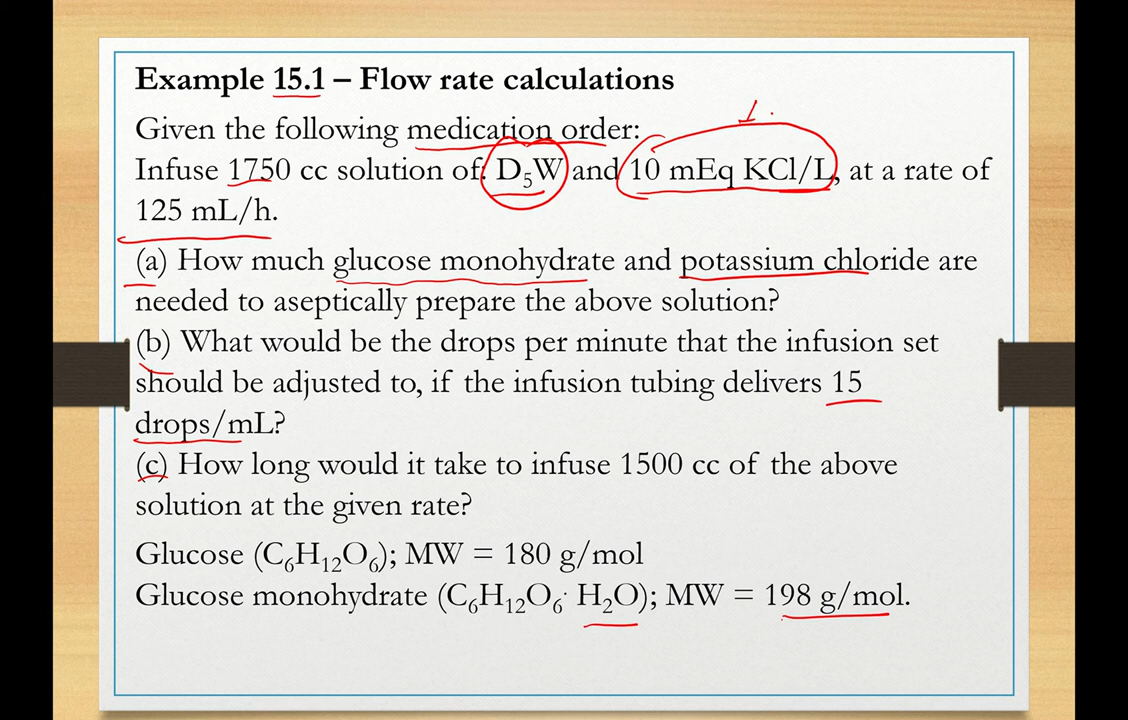 Example 15.1 – Flow rate calculations
Given the following medication order:
Infuse 1750 cc solution of: D₅W and 10 mEq KCl/L, at a rate of
125 mL/h.
(a) How much glucose monohydrate and potassium chloride are
needed to aseptically prepare the above solution?
(b) What would be the drops per minute that the infusion set
should be adjusted to, if the infusion tubing delivers 15
drops/mL?
(c) How long would it take to infuse 1500 cc of the above
solution at the given rate?
Glucose (C₆H₁₂O₆); MW = 180 g/mol
Glucose monohydrate (C₆H₁₂O₆· H₂O); MW = 198 g/mol.